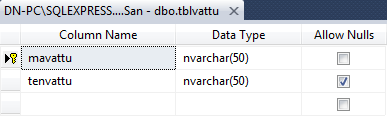 DN-PC\SQLEXPRESS....San - dbo.tblvattu
Column Name Data Type Allow Nulls
mavattu nvarchar(50)
tenvattu nvarchar(50)